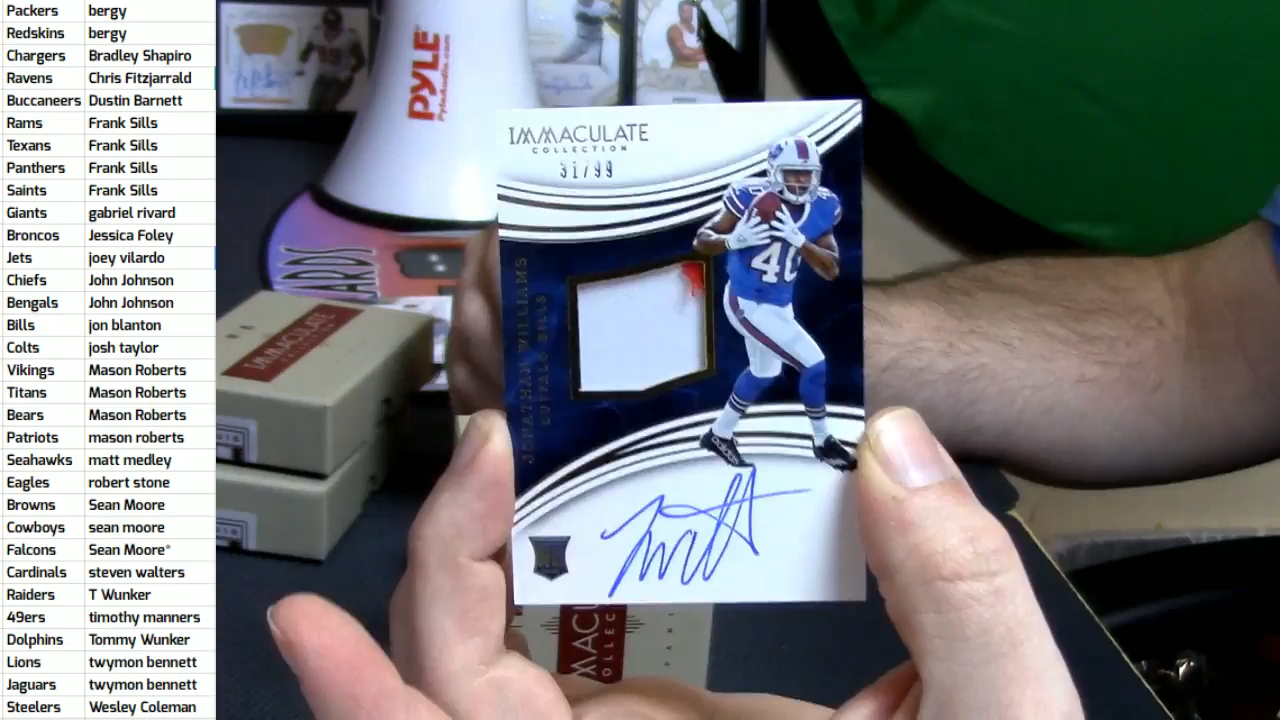 Packers bergy
Redskins bergy
Chargers Bradley Shapiro
Ravens Chris Fitzjarrald
Buccaneers Dustin Barnett
Rams Frank Sills
Texans Frank Sills
Panthers Frank Sills
Saints Frank Sills
Giants gabriel rivard
Broncos Jessica Foley
Jets joey vilardo
Chiefs John Johnson
Bengals John Johnson
Bills jon blanton
Colts josh taylor
Vikings Mason Roberts
Titans Mason Roberts
Bears Mason Roberts
Patriots mason roberts
Seahawks matt medley
Eagles robert stone
Browns Sean Moore
Cowboys sean moore
Falcons Sean Moore*
Cardinals steven walters
Raiders T Wunker
49ers timothy manners
Dolphins Tommy Wunker
Lions twymon bennett
Jaguars twymon bennett
Steelers Wesley Coleman
PYLE
PyleAudio.com
ARDS
IMMACULATE
COLLECTION
IMMACULATE
COLLECTION
31/99
JONATHAN WILLIAMS
BUFFALO BILLS
40